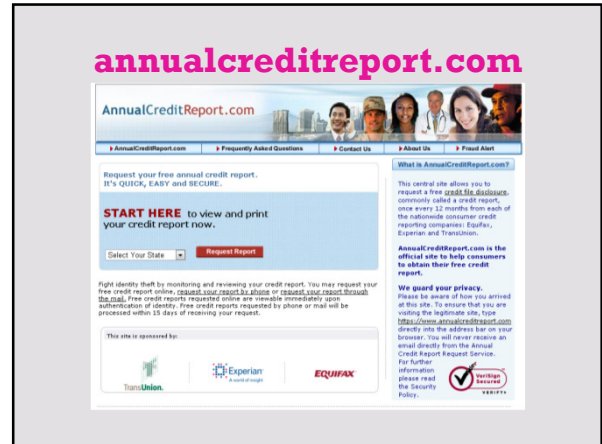 annualcreditreport.com
AnnualCreditReport.com
AnnualCreditReport.com
Frequently Asked Questions
Contact Us
About Us
Fraud Alert
Request your free annual credit report.
It's QUICK, EASY and SECURE.
START HERE to view and print
your credit report now.
Select Your State
Request Report
Fight identity theft by monitoring and reviewing your credit report. You may request your
free credit report online, request your report by phone or request your report through
the mail. Free credit reports requested online are viewable immediately upon
authentication of identity. Free credit reports requested by phone or mail will be
processed within 15 days of receiving your request.
This site is sponsored by:
TransUnion.
Experian
A world of insight
EQUIFAX
What is AnnualCreditReport.com?
This central site allows you to
request a free credit file disclosure,
commonly called a credit report,
once every 12 months from each of
the nationwide consumer credit
reporting companies: Equifax,
Experian and TransUnion.
AnnualCreditReport.com is the
official site to help consumers
to obtain their free credit
report.
We guard your privacy.
Please be aware of how you arrived
at this site. To ensure that you are
visiting the legitimate site, type
https://www.annualcreditreport.com
directly into the address bar on your
browser. You will never receive an
email directly from the Annual
Credit Report Request Service.
For further
information
please read
the Security
Policy.
VeriSign
Secured
VERIFY